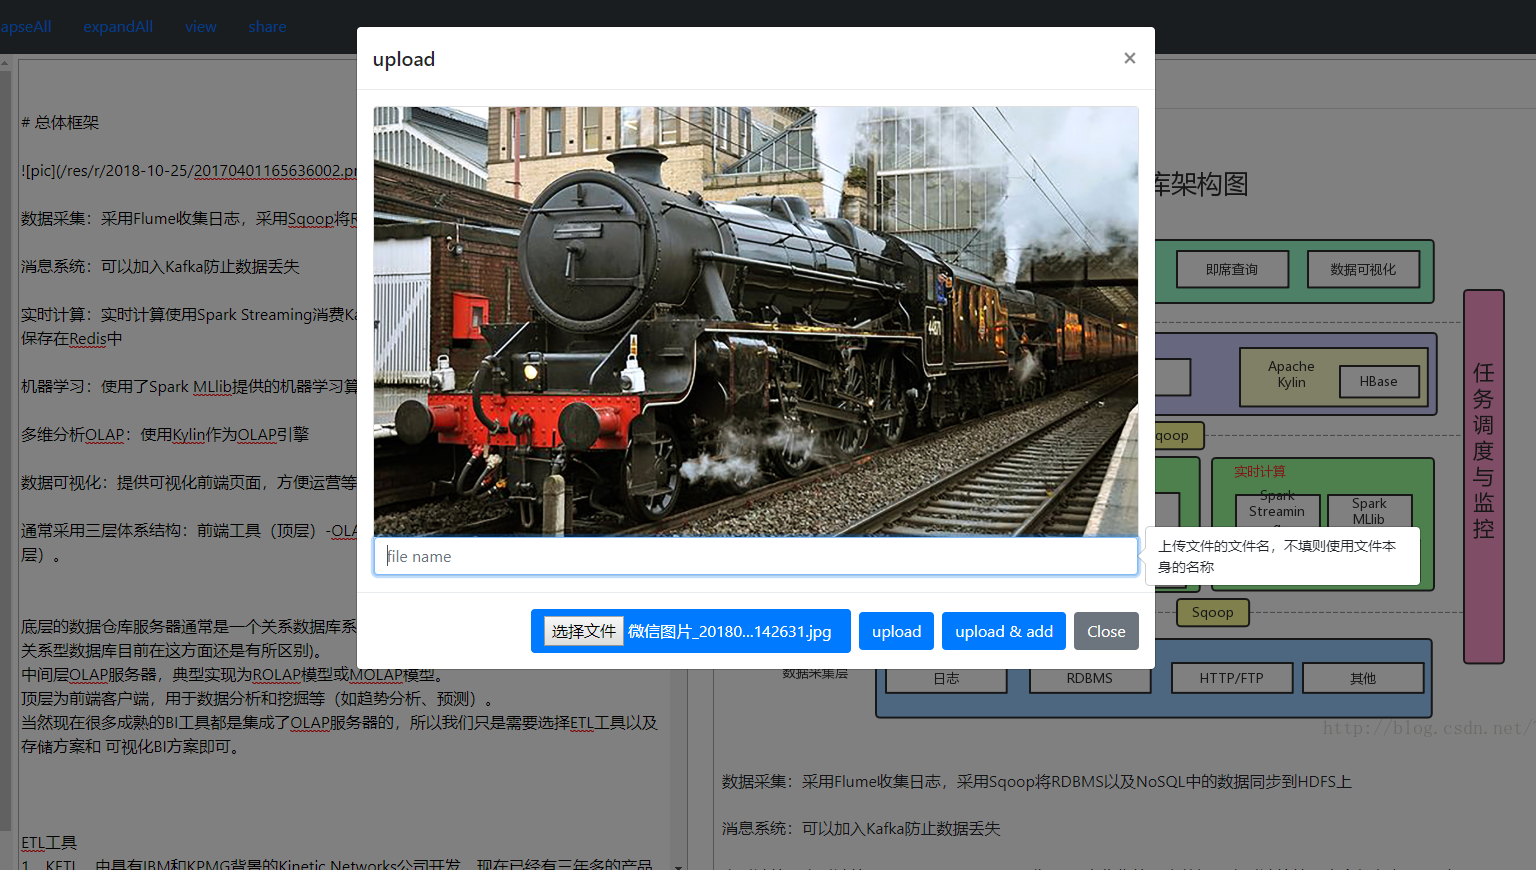 apseAll expandAll view share
upload
×
# 总体框架
![pic](/res/r/2018-10-25/20170401165636002.pr
数据采集：采用Flume收集日志，采用Sqoop将R
消息系统：可以加入Kafka防止数据丢失
实时计算：实时计算使用Spark Streaming消费Ka
保存在Redis中
机器学习：使用了Spark MLlib提供的机器学习算
多维分析OLAP：使用Kylin作为OLAP引擎
数据可视化：提供可视化前端页面，方便运营等
通常采用三层体系结构：前端工具（顶层）-OLA
层）。
底层的数据仓库服务器通常是一个关系数据库系
关系型数据库目前在这方面还是有所区别)。
中间层OLAP服务器，典型实现为ROLAP模型或MOLAP模型。
顶层为前端客户端，用于数据分析和挖掘等（如趋势分析、预测）。
当然现在很多成熟的BI工具都是集成了OLAP服务器的，所以我们只是需要选择ETL工具以及
存储方案和 可视化BI方案即可。
ETL工具
1、KETL，由具有IBM和KPMG背景的Kinetic Networks公司开发，现在已经有三年多的产品
file name
上传文件的文件名，不填则使用文件本
身的名称
选择文件 微信图片_20180...142631.jpg
upload
upload & add
Close
库架构图
即席查询
数据可视化
Apache
Kylin
HBase
qoop
实时计算
Spark
Streamin
Spark
MLlib
Sqoop
任务调度与监控
数据采集层
日志
RDBMS
HTTP/FTP
其他
http://blog.csdn.net/
数据采集：采用Flume收集日志，采用Sqoop将RDBMS以及NoSQL中的数据同步到HDFS上
消息系统：可以加入Kafka防止数据丢失